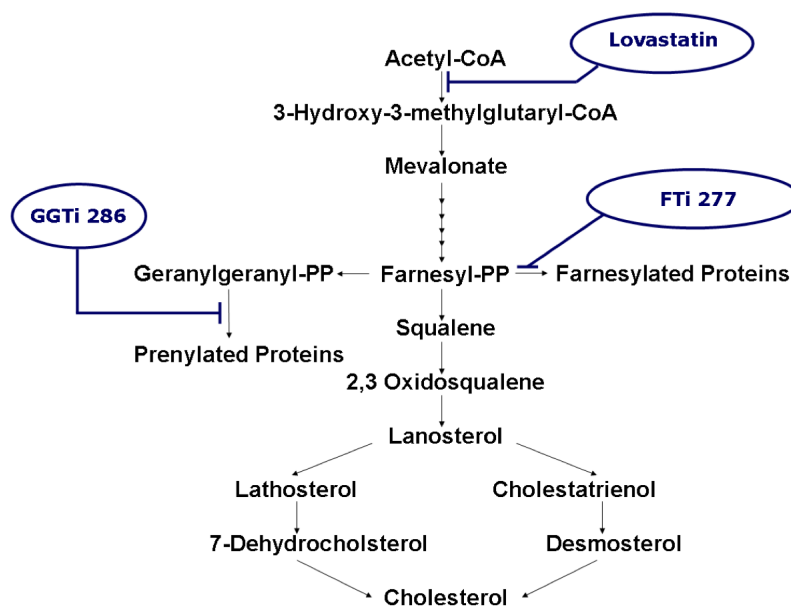 Lovastatin
Acetyl-CoA
3-Hydroxy-3-methylglutaryl-CoA
Mevalonate
GGTi 286
FTi 277
Geranylgeranyl-PP
Farnesyl-PP
Farnesylated Proteins
Squalene
Prenylated Proteins
2,3 Oxidosqualene
Lanosterol
Lathosterol
Cholestatrienol
7-Dehydrocholsterol
Desmosterol
Cholesterol